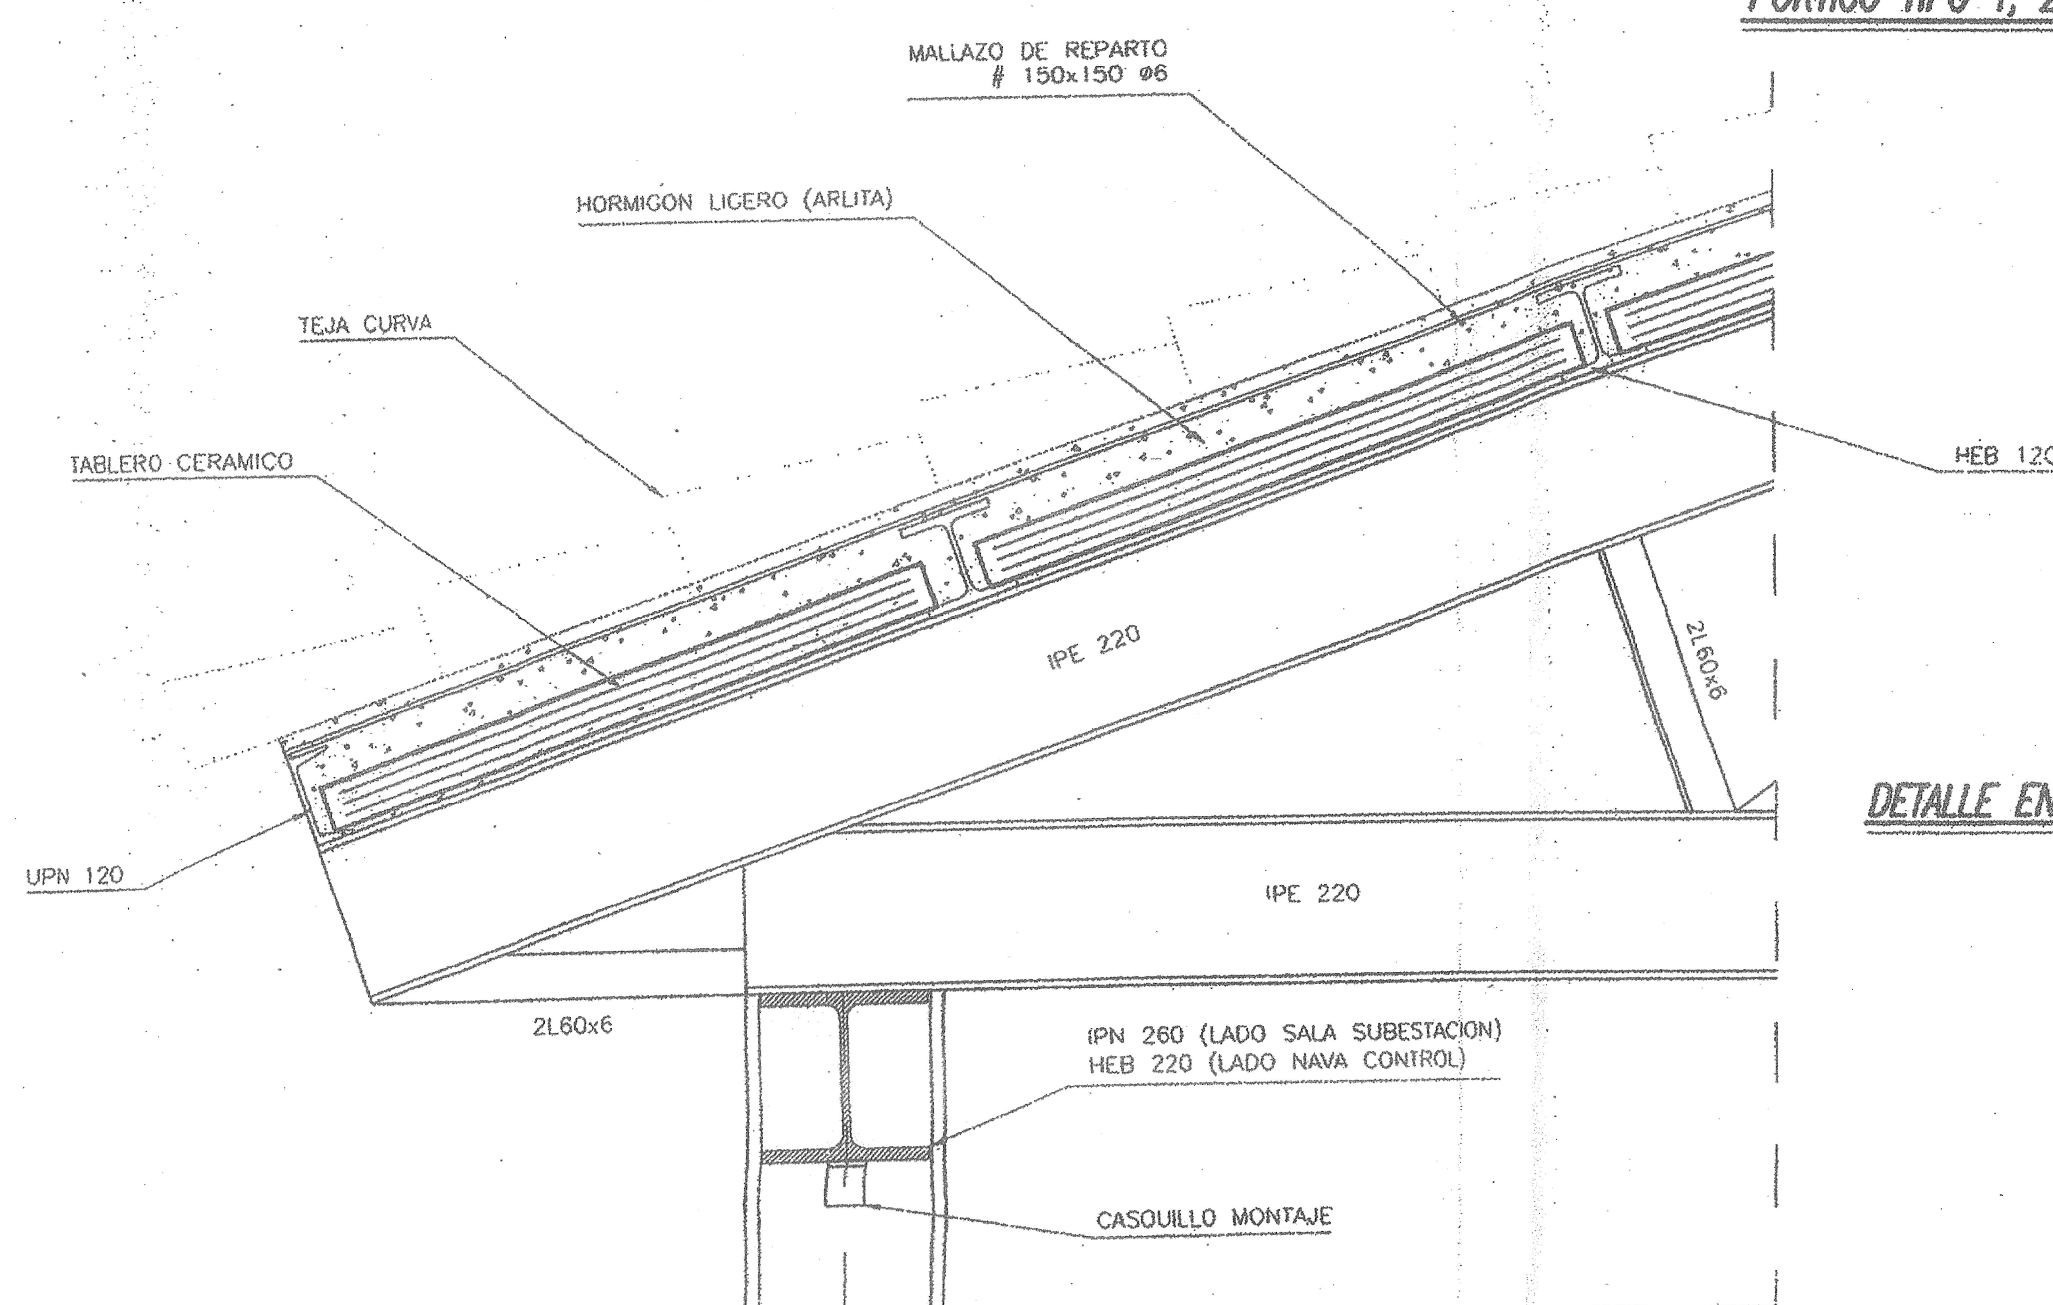 MALLAZO DE REPARTO
# 150x150 ø6
HORMIGON LIGERO (ARLITA)
TEJA CURVA
TABLERO CERAMICO
HEB 120
IPE 220
2L60x6
DETALLE EN
UPN 120
IPE 220
2L60x6
IPN 260 (LADO SALA SUBESTACION)
HEB 220 (LADO NAVA CONTROL)
CASQUILLO MONTAJE